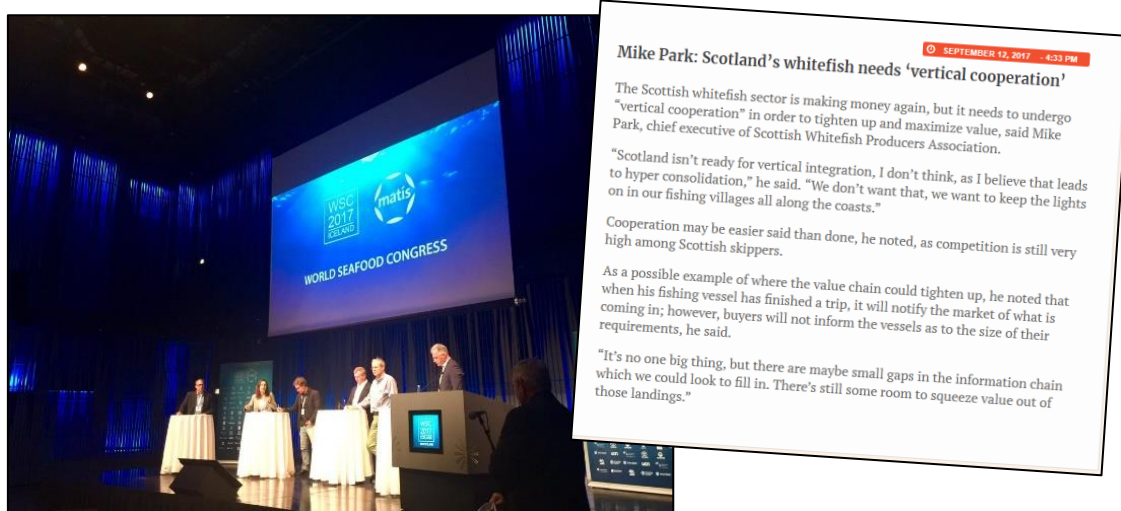 WSC
2017
ICELAND
matís
WORLD SEAFOOD CONGRESS
WSC
2017
SEPTEMBER 12, 2017 - 4:33 PM
Mike Park: Scotland’s whitefish needs ‘vertical cooperation’
The Scottish whitefish sector is making money again, but it needs to undergo
“vertical cooperation” in order to tighten up and maximize value, said Mike
Park, chief executive of Scottish Whitefish Producers Association.
“Scotland isn’t ready for vertical integration, I don’t think, as I believe that leads
to hyper consolidation,” he said. “We don’t want that, we want to keep the lights
on in our fishing villages all along the coasts.”
Cooperation may be easier said than done, he noted, as competition is still very
high among Scottish skippers.
As a possible example of where the value chain could tighten up, he noted that
when his fishing vessel has finished a trip, it will notify the market of what is
coming in; however, buyers will not inform the vessels as to the size of their
requirements, he said.
“It’s no one big thing, but there are maybe small gaps in the information chain
which we could look to fill in. There’s still some room to squeeze value out of
those landings.”